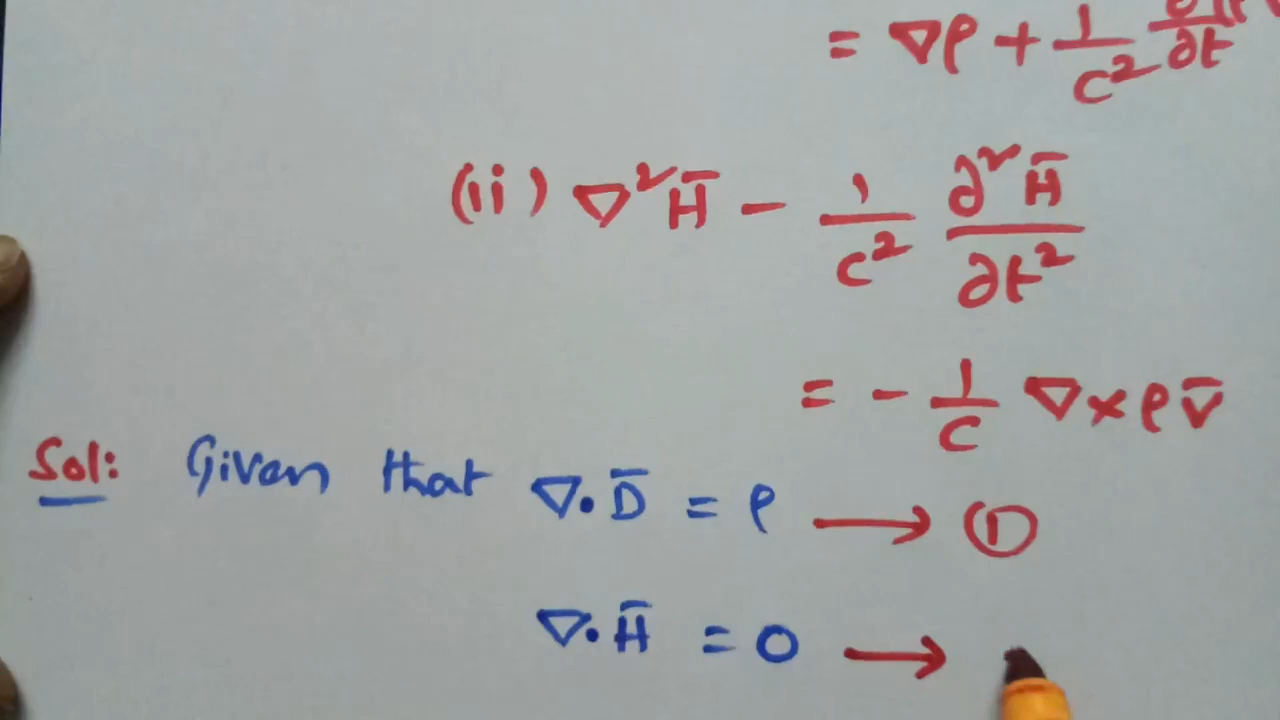 = ∇ρ + 1/c² ∂/∂t
(ii) ∇²H̄ - 1/c² ∂²H̄/∂t²
= - 1/c ∇×ρv̄
Sol: Given that ∇·D̄ = ρ → ①
∇·H̄ = 0 →